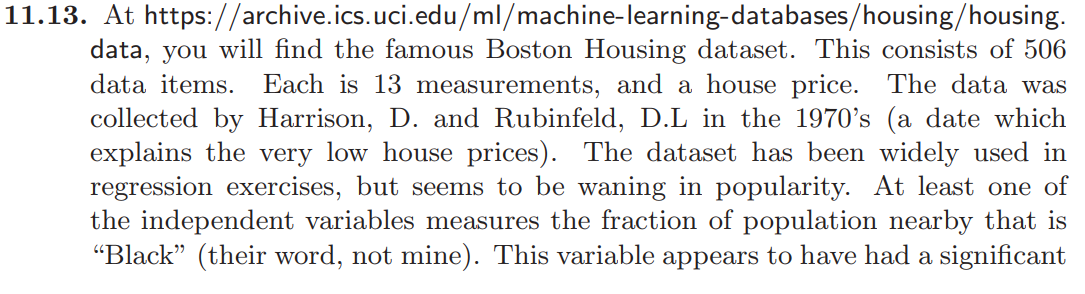 11.13. At https://archive.ics.uci.edu/ml/machine-learning-databases/housing/housing.
data, you will find the famous Boston Housing dataset. This consists of 506
data items. Each is 13 measurements, and a house price. The data was
collected by Harrison, D. and Rubinfeld, D.L in the 1970's (a date which
explains the very low house prices). The dataset has been widely used in
regression exercises, but seems to be waning in popularity. At least one of
the independent variables measures the fraction of population nearby that is
“Black” (their word, not mine). This variable appears to have had a significant